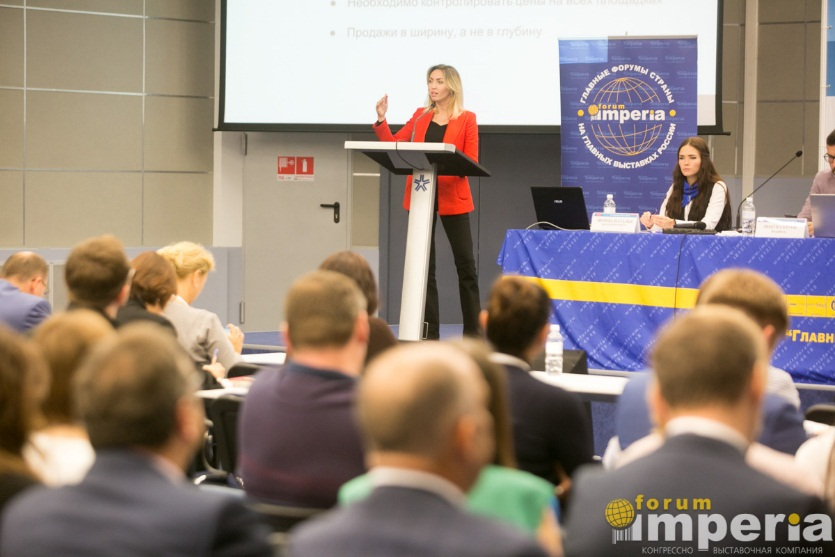 • Необходимо контролировать цены на всех площадках
• Продажи в ширину, а не в глубину
ГЛАВНЫЕ ФОРУМЫ СТРАНЫ
forum
imperia
НА ГЛАВНЫХ ВЫСТАВКАХ РОССИИ
"ГЛАВН
forum
imperia
КОНГРЕССНО ВЫСТАВОЧНАЯ КОМПАНИЯ